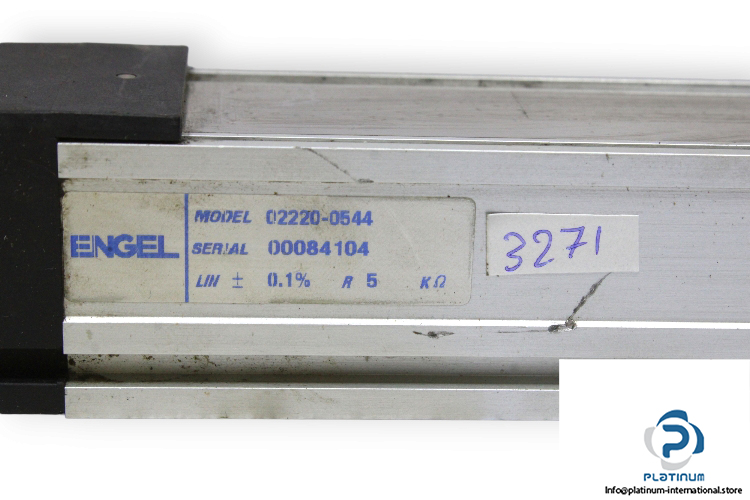 ENGEL
MODEL 02220-0544
SERIAL 00084104
LIN ± 0.1% R 5 KΩ
3271
PLATINUM
Info@platinum-international.store